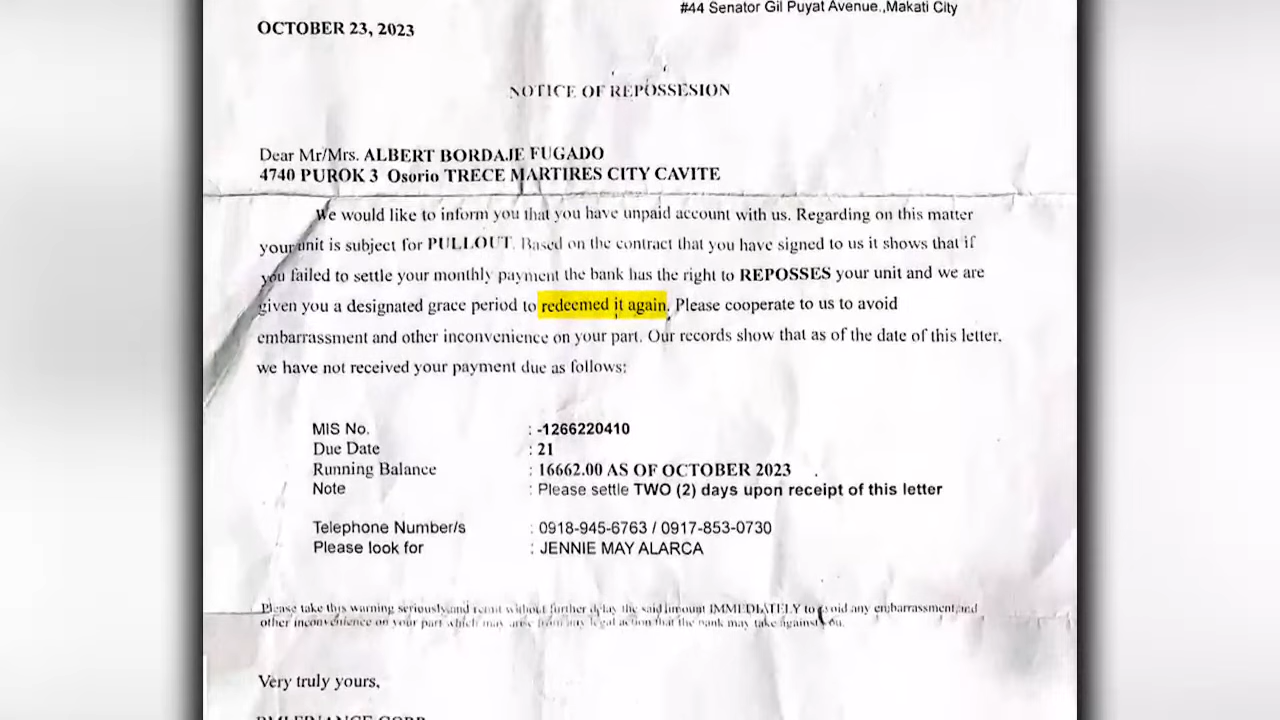 #44 Senator Gil Puyat Avenue.,Makati City
OCTOBER 23, 2023
NOTICE OF REPOSSESION
Dear Mr/Mrs. ALBERT BORDAJE FUGADO
4740 PUROK 3 Osorio TRECE MARTIRES CITY CAVITE
We would like to inform you that you have unpaid account with us. Regarding on this matter
your unit is subject for PULLOUT. Based on the contract that you have signed to us it shows that if
you failed to settle your monthly payment the bank has the right to REPOSSES your unit and we are
given you a designated grace period to redeemed it again. Please cooperate to us to avoid
embarrassment and other inconvenience on your part. Our records show that as of the date of this letter,
we have not received your payment due as follows:
MIS No. : -1266220410
Due Date : 21
Running Balance : 16662.00 AS OF OCTOBER 2023
Note : Please settle TWO (2) days upon receipt of this letter
Telephone Number/s : 0918-945-6763 / 0917-853-0730
Please look for : JENNIE MAY ALARCA
Please take this warning seriously and remit without further delay the said amount IMMEDIATELY to avoid any embarrassment and
other inconvenience on your part which may arise from any legal action that the bank may take against you.
Very truly yours,